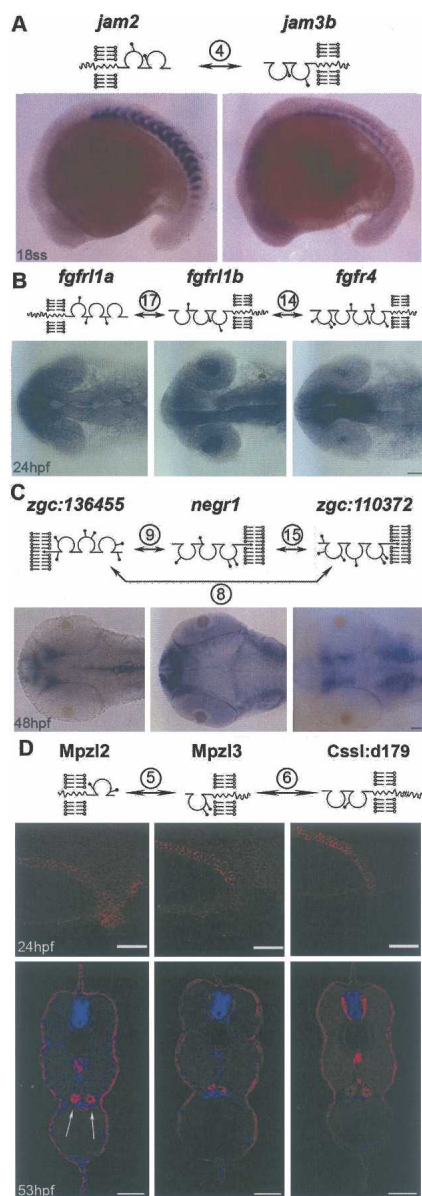 A
jam2 jam3b
4
18ss
B
fgfrl1a fgfrl1b fgfr4
17 14
24hpf
C
zgc:136455 negr1 zgc:110372
9 15
8
48hpf
D
Mpzl2 Mpzl3 Cssl:d179
5 6
24hpf
53hpf